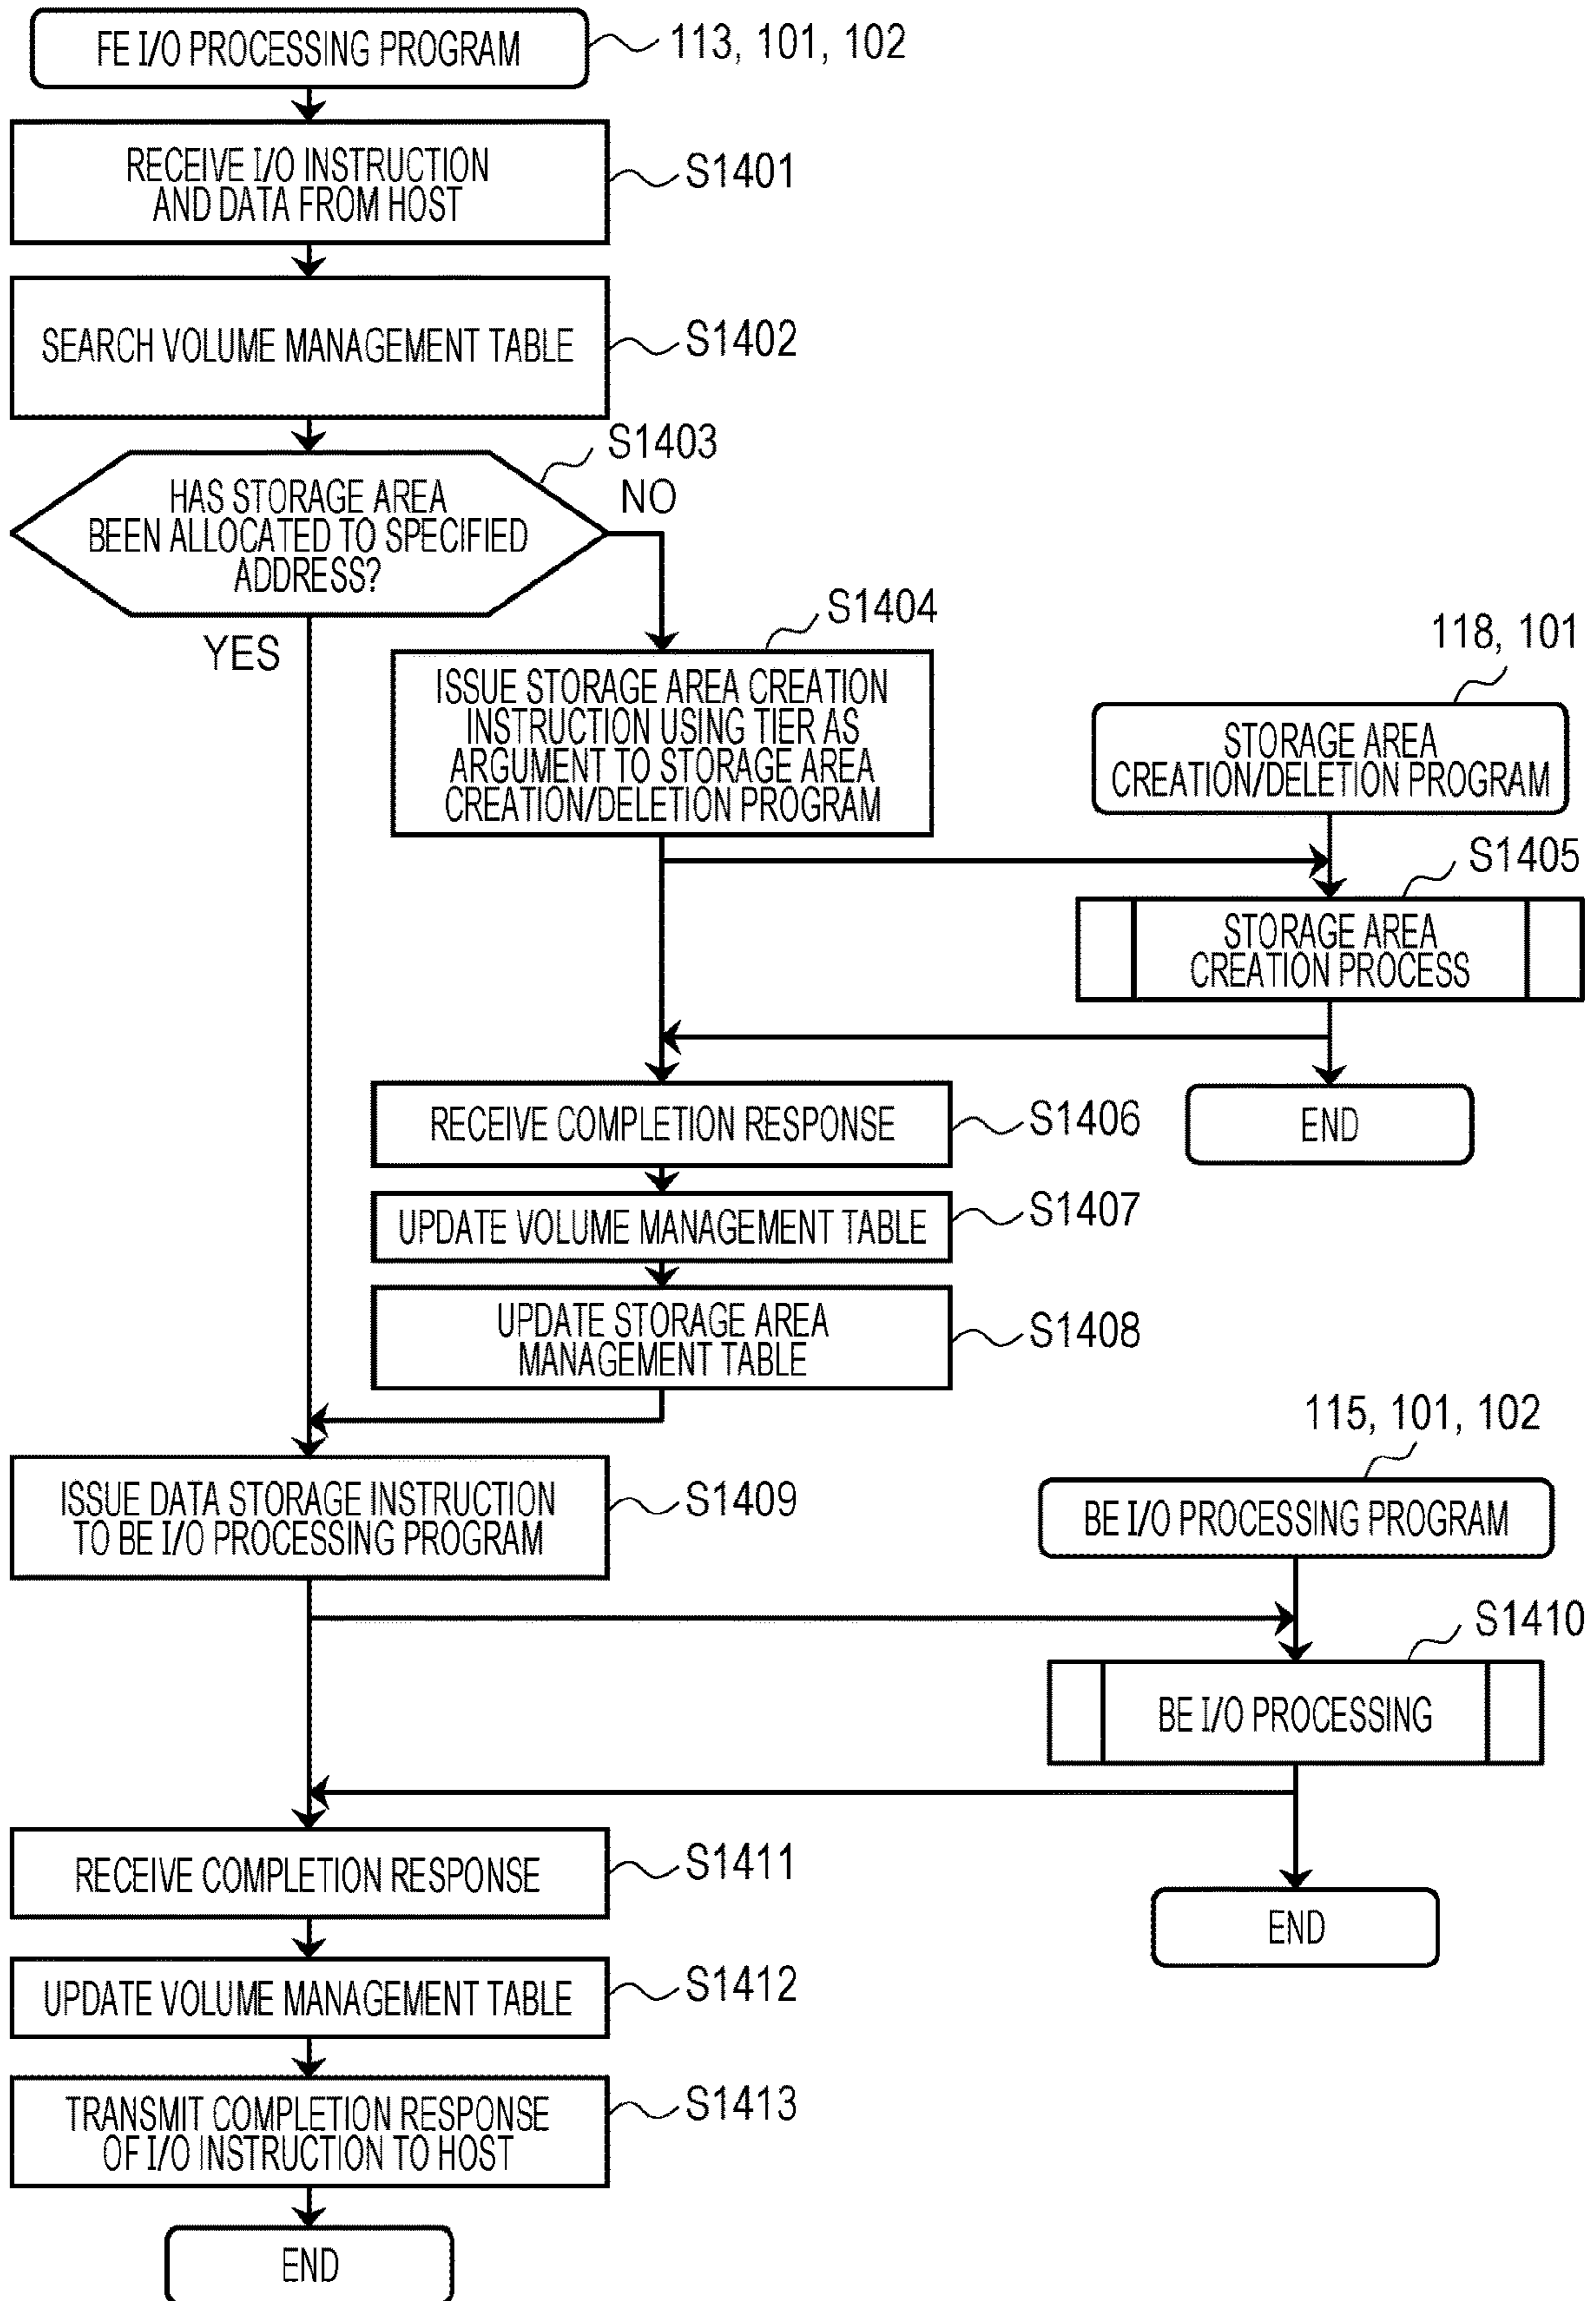 FE I/O PROCESSING PROGRAM
113, 101, 102
RECEIVE I/O INSTRUCTION
AND DATA FROM HOST
S1401
SEARCH VOLUME MANAGEMENT TABLE
S1402
S1403
HAS STORAGE AREA
BEEN ALLOCATED TO SPECIFIED
ADDRESS?
NO
YES
S1404
ISSUE STORAGE AREA CREATION
INSTRUCTION USING TIER AS
ARGUMENT TO STORAGE AREA
CREATION/DELETION PROGRAM
118, 101
STORAGE AREA
CREATION/DELETION PROGRAM
S1405
STORAGE AREA
CREATION PROCESS
END
RECEIVE COMPLETION RESPONSE
S1406
UPDATE VOLUME MANAGEMENT TABLE
S1407
UPDATE STORAGE AREA
MANAGEMENT TABLE
S1408
ISSUE DATA STORAGE INSTRUCTION
TO BE I/O PROCESSING PROGRAM
S1409
115, 101, 102
BE I/O PROCESSING PROGRAM
S1410
BE I/O PROCESSING
END
RECEIVE COMPLETION RESPONSE
S1411
UPDATE VOLUME MANAGEMENT TABLE
S1412
TRANSMIT COMPLETION RESPONSE
OF I/O INSTRUCTION TO HOST
S1413
END